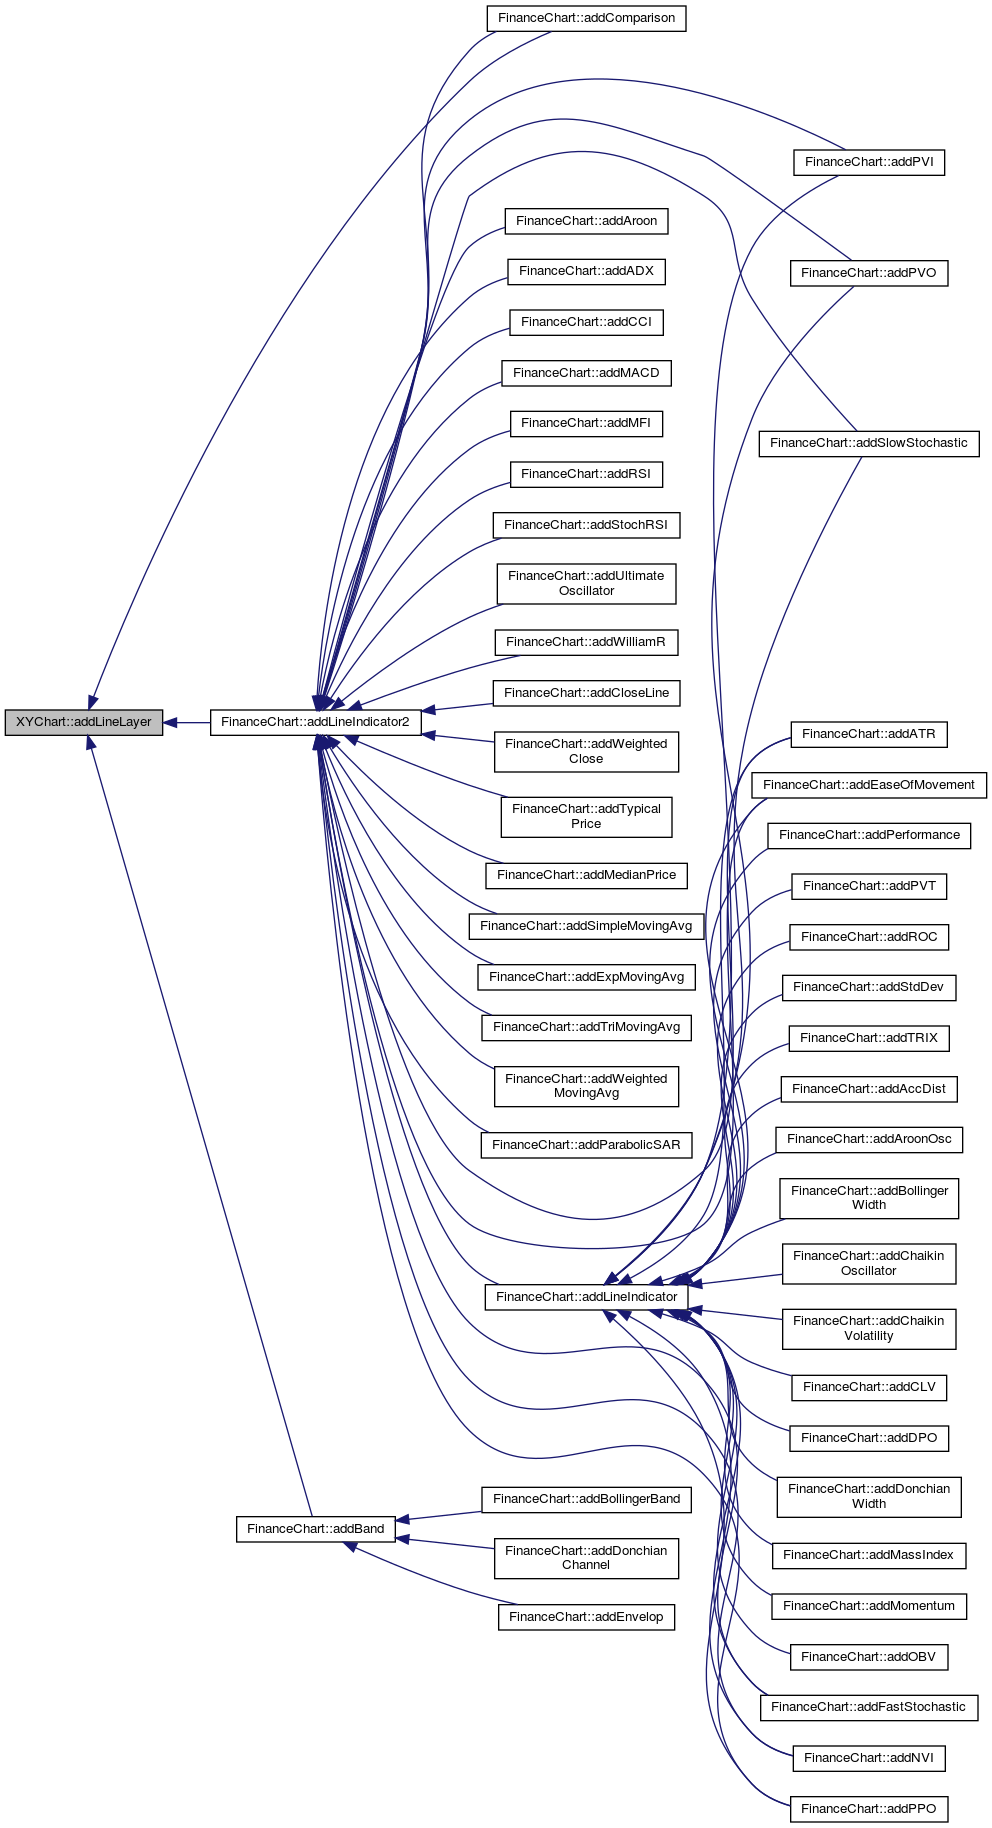 FinanceChart::addComparison
FinanceChart::addPVI
FinanceChart::addAroon
FinanceChart::addADX
FinanceChart::addPVO
FinanceChart::addCCI
FinanceChart::addMACD
FinanceChart::addMFI
FinanceChart::addSlowStochastic
FinanceChart::addRSI
FinanceChart::addStochRSI
FinanceChart::addUltimate
Oscillator
FinanceChart::addWilliamR
FinanceChart::addCloseLine
XYChart::addLineLayer
FinanceChart::addLineIndicator2
FinanceChart::addATR
FinanceChart::addWeighted
Close
FinanceChart::addEaseOfMovement
FinanceChart::addTypical
Price
FinanceChart::addPerformance
FinanceChart::addMedianPrice
FinanceChart::addPVT
FinanceChart::addSimpleMovingAvg
FinanceChart::addROC
FinanceChart::addExpMovingAvg
FinanceChart::addStdDev
FinanceChart::addTriMovingAvg
FinanceChart::addTRIX
FinanceChart::addWeighted
MovingAvg
FinanceChart::addAccDist
FinanceChart::addParabolicSAR
FinanceChart::addAroonOsc
FinanceChart::addBollinger
Width
FinanceChart::addChaikin
Oscillator
FinanceChart::addLineIndicator
FinanceChart::addChaikin
Volatility
FinanceChart::addCLV
FinanceChart::addDPO
FinanceChart::addDonchian
Width
FinanceChart::addBollingerBand
FinanceChart::addBand
FinanceChart::addDonchian
Channel
FinanceChart::addMassIndex
FinanceChart::addMomentum
FinanceChart::addEnvelop
FinanceChart::addOBV
FinanceChart::addFastStochastic
FinanceChart::addNVI
FinanceChart::addPPO